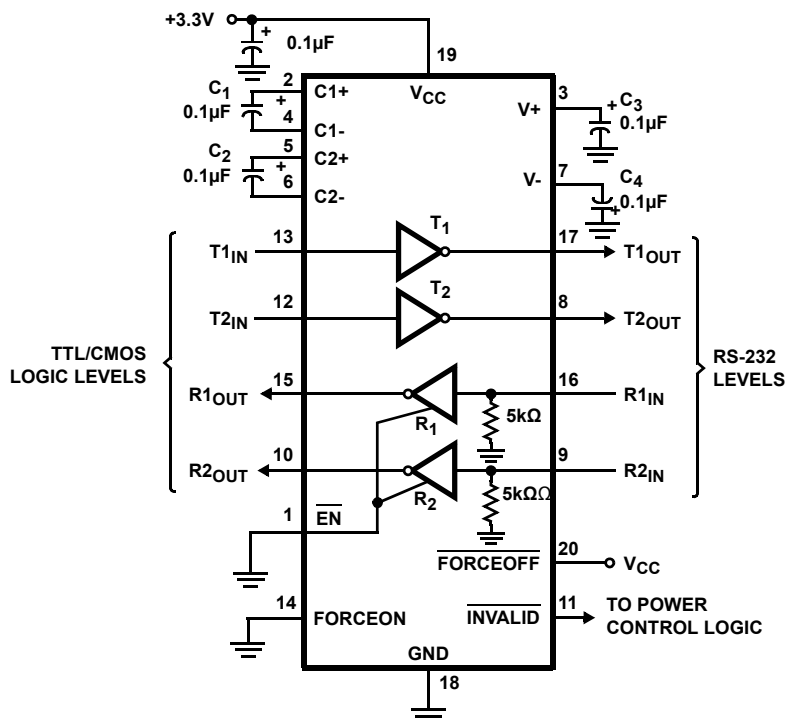 +3.3V
+
0.1µF
19
2
C1
0.1µF
+
C1+
VCC
3
V+
+
C3
0.1µF
4
C1-
5
C2
0.1µF
+
C2+
6
C2-
7
V-
C4
0.1µF
+
T1
T1IN
13
17
T1OUT
T2
T2IN
12
8
T2OUT
TTL/CMOS
LOGIC LEVELS
RS-232
LEVELS
R1OUT
15
16
R1IN
R1
5kΩ
R2OUT
10
9
R2IN
R2
5kΩΩ
1
EN
FORCEOFF
20
VCC
14
FORCEON
INVALID
11
TO POWER
CONTROL LOGIC
GND
18